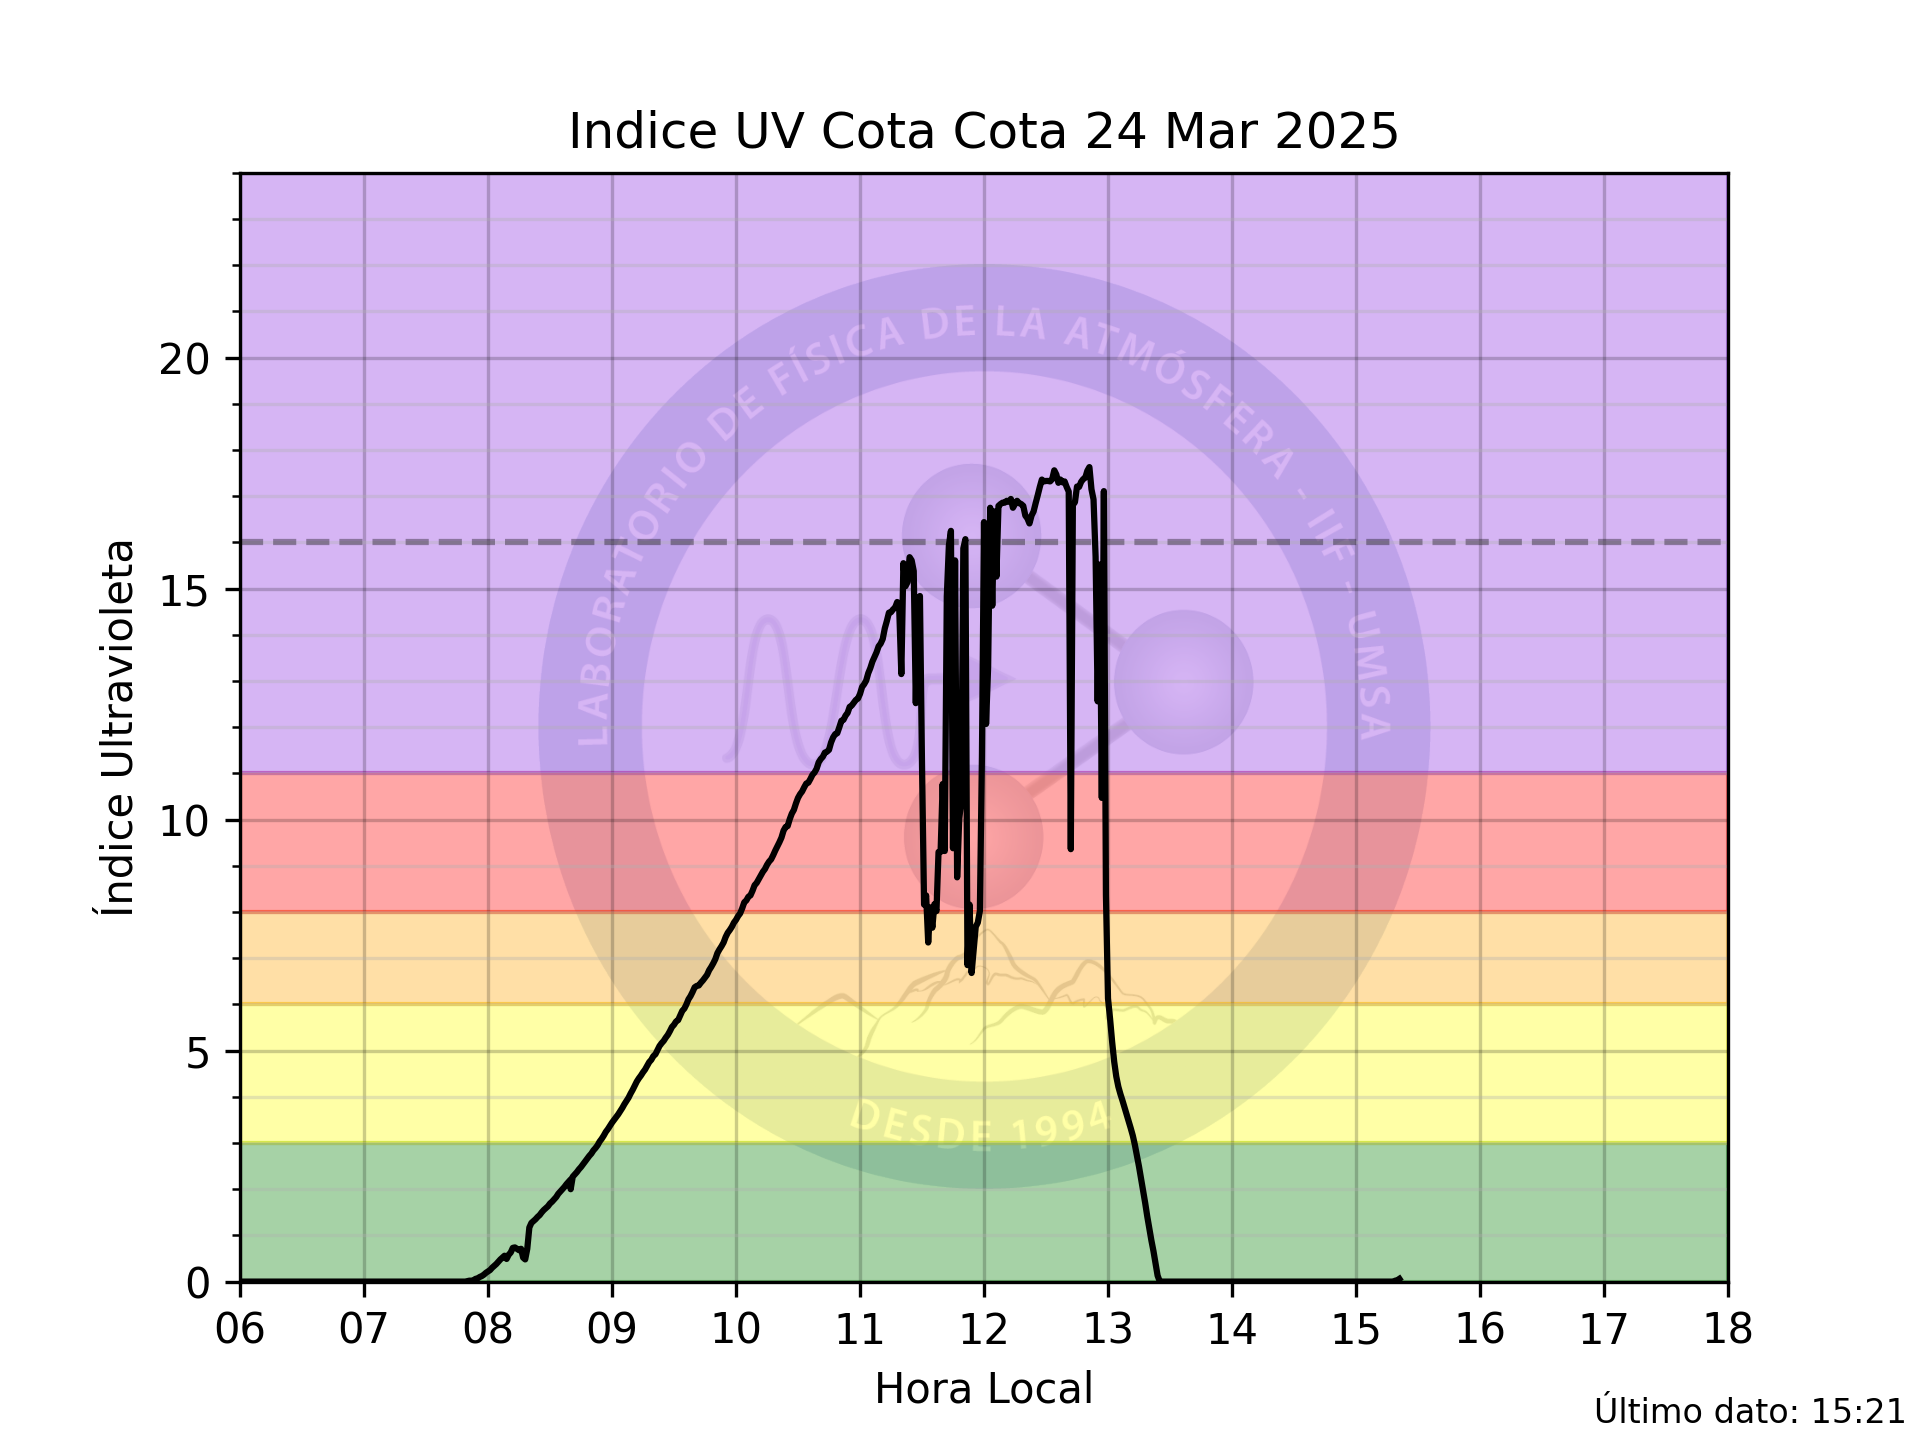 Indice UV Cota Cota 24 Mar 2025
LABORATORIO DE FÍSICA DE LA ATMÓSFERA - IIF - UMSA
DESDE 1994
Índice Ultravioleta
20
15
10
5
0
06 07 08 09 10 11 12 13 14 15 16 17 18
Hora Local
Último dato: 15:21